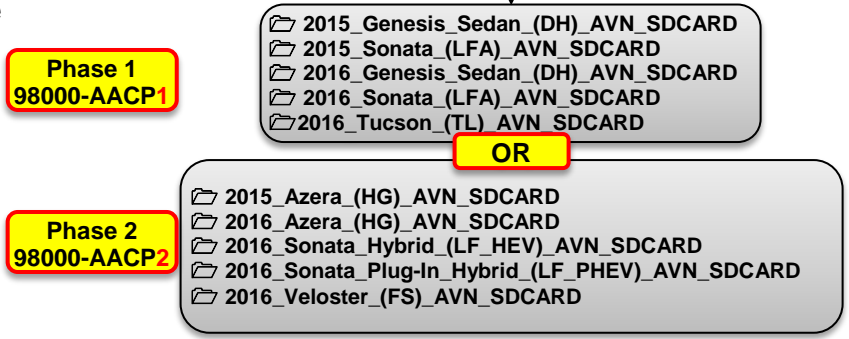 e
2015_Genesis_Sedan_(DH)_AVN_SDCARD
2015_Sonata_(LFA)_AVN_SDCARD
2016_Genesis_Sedan_(DH)_AVN_SDCARD
2016_Sonata_(LFA)_AVN_SDCARD
2016_Tucson_(TL)_AVN_SDCARD
Phase 1
98000-AACP1
OR
2015_Azera_(HG)_AVN_SDCARD
2016_Azera_(HG)_AVN_SDCARD
2016_Sonata_Hybrid_(LF_HEV)_AVN_SDCARD
2016_Sonata_Plug-In_Hybrid_(LF_PHEV)_AVN_SDCARD
2016_Veloster_(FS)_AVN_SDCARD
Phase 2
98000-AACP2